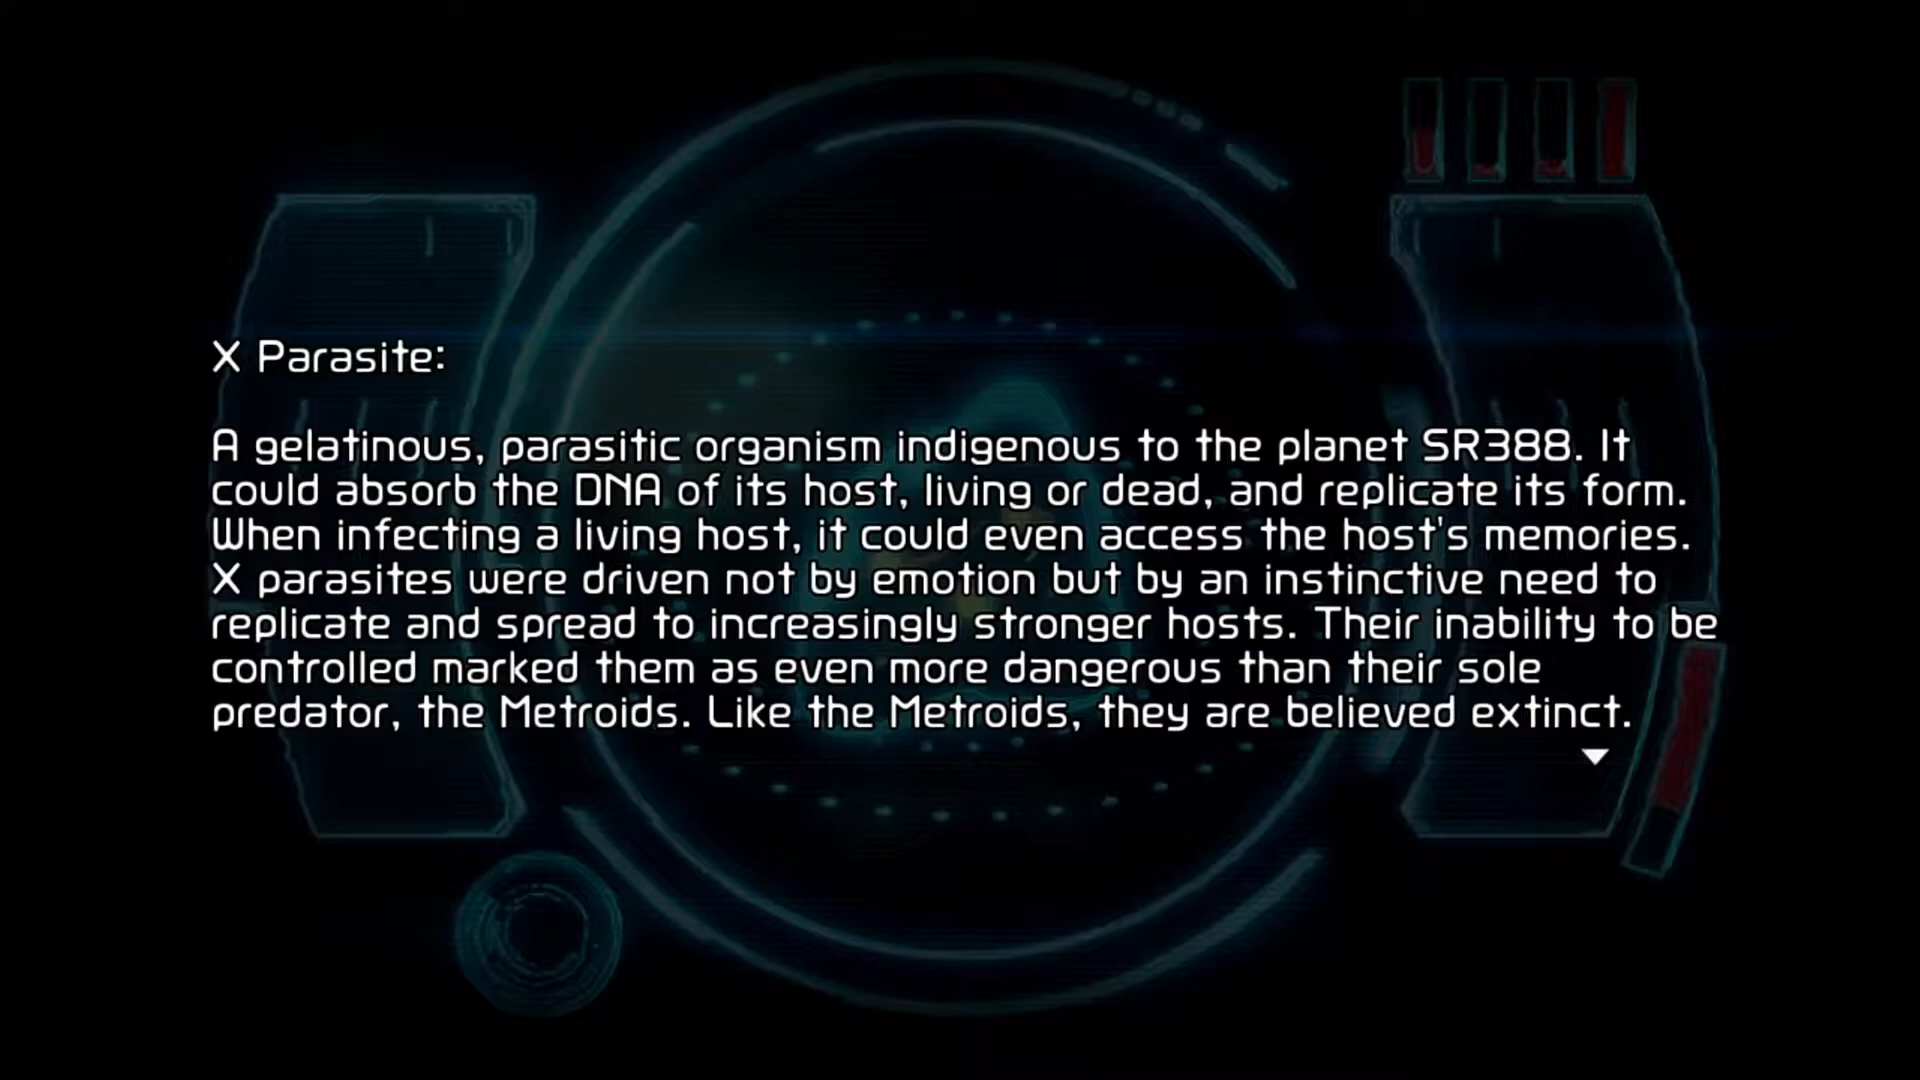 X Parasite:
A gelatinous, parasitic organism indigenous to the planet SR388. It
could absorb the DNA of its host, living or dead, and replicate its form.
When infecting a living host, it could even access the host's memories.
X parasites were driven not by emotion but by an instinctive need to
replicate and spread to increasingly stronger hosts. Their inability to be
controlled marked them as even more dangerous than their sole
predator, the Metroids. Like the Metroids, they are believed extinct.